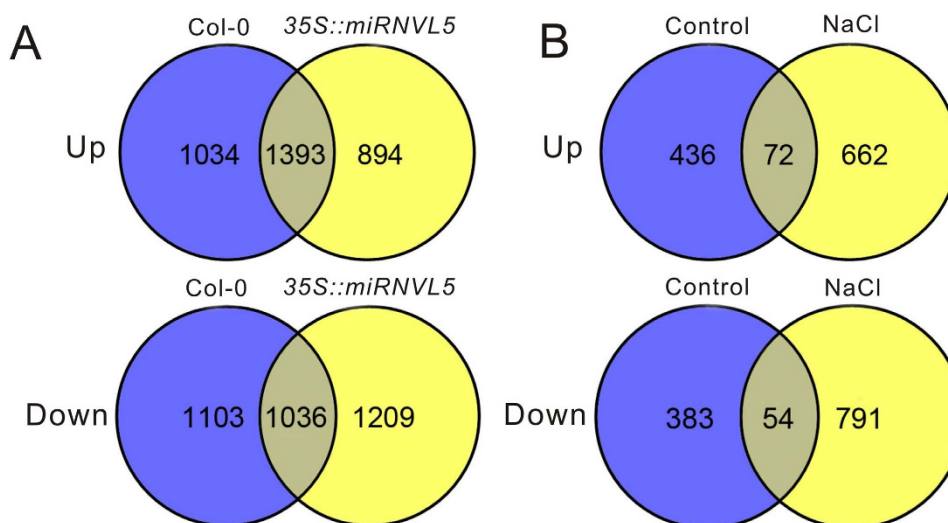 A
Col-0 35S::miRNVL5
Up
1034 1393 894
Col-0 35S::miRNVL5
Down
1103 1036 1209
B
Control NaCl
Up
436 72 662
Control NaCl
Down
383 54 791